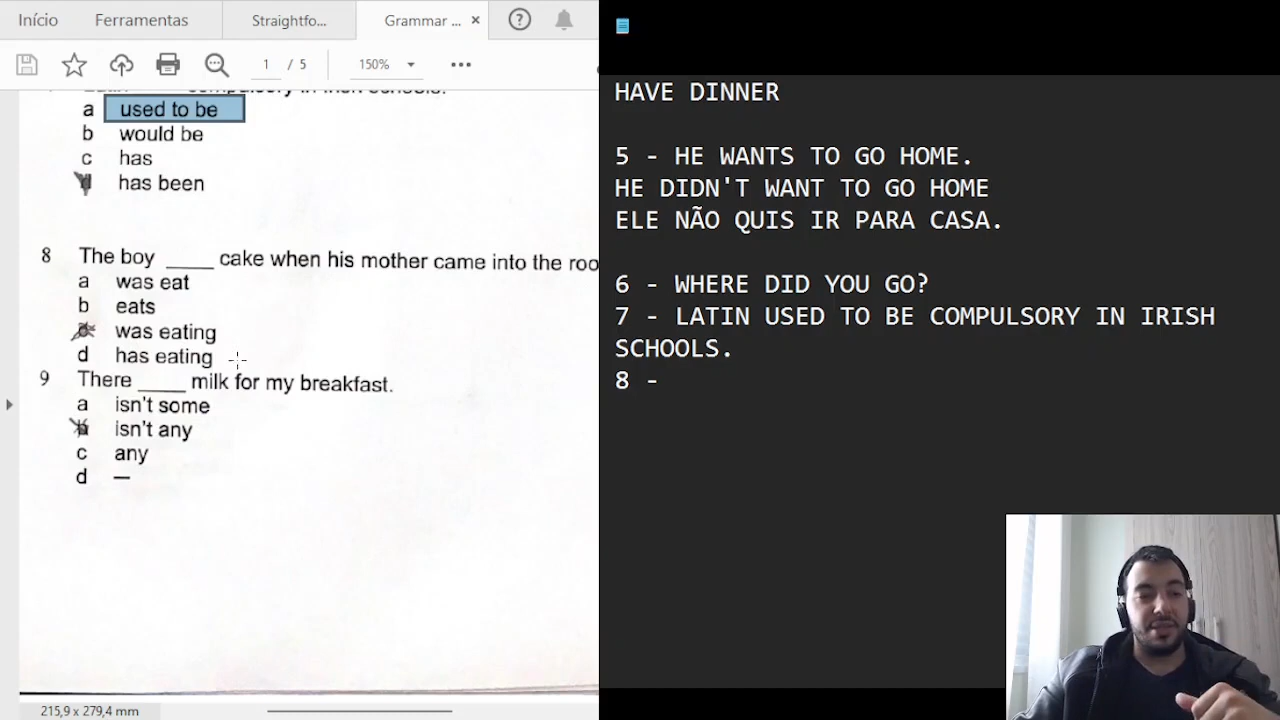 Início Ferramentas Straightfo... Grammar ... × ?
1 / 5 150% ...
compulsory in Irish schools.
a used to be
b would be
c has
has been
8 The boy ____ cake when his mother came into the roo
a was eat
b eats
was eating
d has eating
9 There ____ milk for my breakfast.
a isn't some
b isn't any
c any
d —
215,9 x 279,4 mm
HAVE DINNER
5 - HE WANTS TO GO HOME.
HE DIDN'T WANT TO GO HOME
ELE NÃO QUIS IR PARA CASA.
6 - WHERE DID YOU GO?
7 - LATIN USED TO BE COMPULSORY IN IRISH
SCHOOLS.
8 -